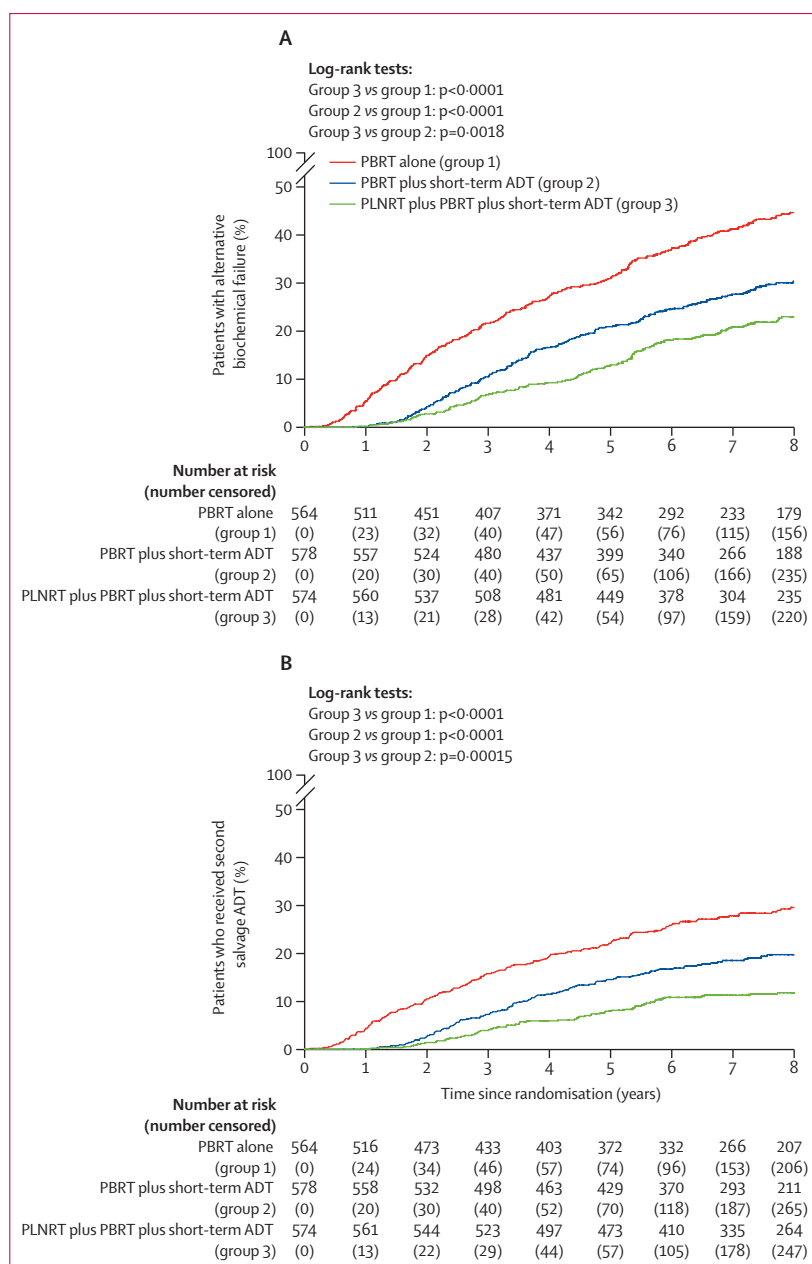 A
Log-rank tests:
Group 3 vs group 1: p<0·0001
Group 2 vs group 1: p<0·0001
Group 3 vs group 2: p=0·0018
100
50
40
30
20
10
0
Patients with alternative
biochemical failure (%)
PBRT alone (group 1)
PBRT plus short-term ADT (group 2)
PLNRT plus PBRT plus short-term ADT (group 3)
0 1 2 3 4 5 6 7 8
Number at risk
(number censored)
PBRT alone 564 511 451 407 371 342 292 233 179
(group 1) (0) (23) (32) (40) (47) (56) (76) (115) (156)
PBRT plus short-term ADT 578 557 524 480 437 399 340 266 188
(group 2) (0) (20) (30) (40) (50) (65) (106) (166) (235)
PLNRT plus PBRT plus short-term ADT 574 560 537 508 481 449 378 304 235
(group 3) (0) (13) (21) (28) (42) (54) (97) (159) (220)
B
Log-rank tests:
Group 3 vs group 1: p<0·0001
Group 2 vs group 1: p<0·0001
Group 3 vs group 2: p=0·00015
100
50
40
30
20
10
0
Patients who received second
salvage ADT (%)
0 1 2 3 4 5 6 7 8
Time since randomisation (years)
Number at risk
(number censored)
PBRT alone 564 516 473 433 403 372 332 266 207
(group 1) (0) (24) (34) (46) (57) (74) (96) (153) (206)
PBRT plus short-term ADT 578 558 532 498 463 429 370 293 211
(group 2) (0) (20) (30) (40) (52) (70) (118) (187) (265)
PLNRT plus PBRT plus short-term ADT 574 561 544 523 497 473 410 335 264
(group 3) (0) (13) (22) (29) (44) (57) (105) (178) (247)